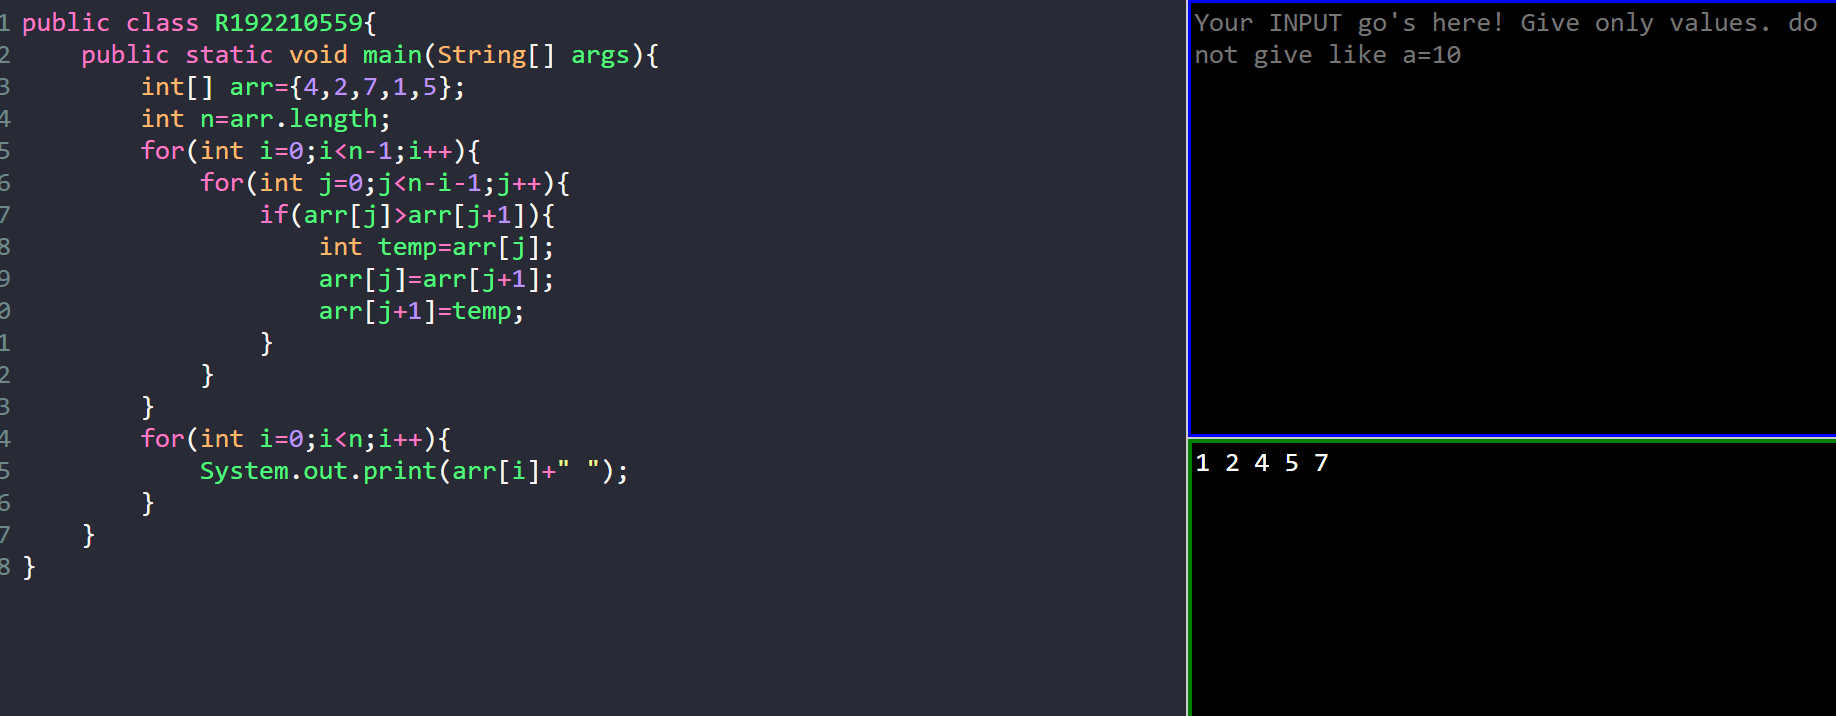 1 public class R192210559{
2     public static void main(String[] args){
3         int[] arr={4,2,7,1,5};
4         int n=arr.length;
5         for(int i=0;i<n-1;i++){
6             for(int j=0;j<n-i-1;j++){
7                 if(arr[j]>arr[j+1]){
8                     int temp=arr[j];
9                     arr[j]=arr[j+1];
0                     arr[j+1]=temp;
1                 }
2             }
3         }
4         for(int i=0;i<n;i++){
5             System.out.print(arr[i]+" ");
6         }
7     }
8 }
Your INPUT go's here! Give only values. do
not give like a=10
1 2 4 5 7